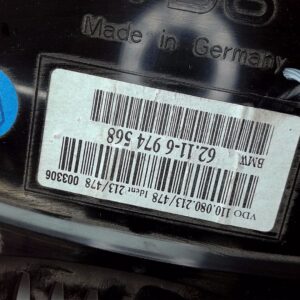 Made in Germany
VDO 110.080.213/478 Ident 213/478 003306
62.11-6 974 568
BMW